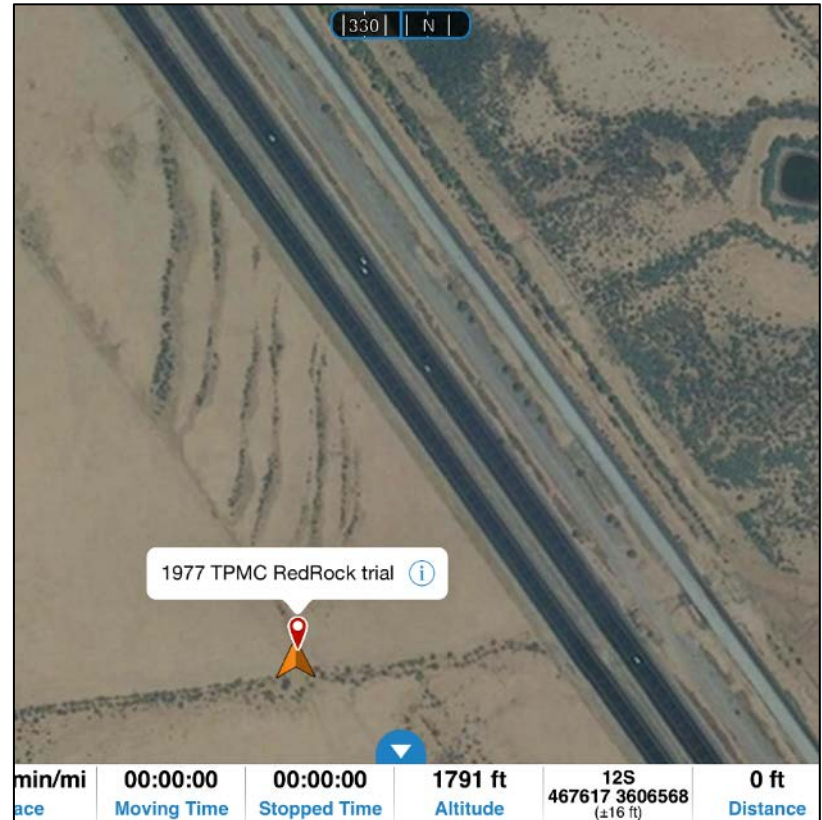 330 N
1977 TPMC RedRock trial i
min/mi 00:00:00 00:00:00 1791 ft 12S 0 ft
467617 3606568
(±16 ft)
ace Moving Time Stopped Time Altitude Distance